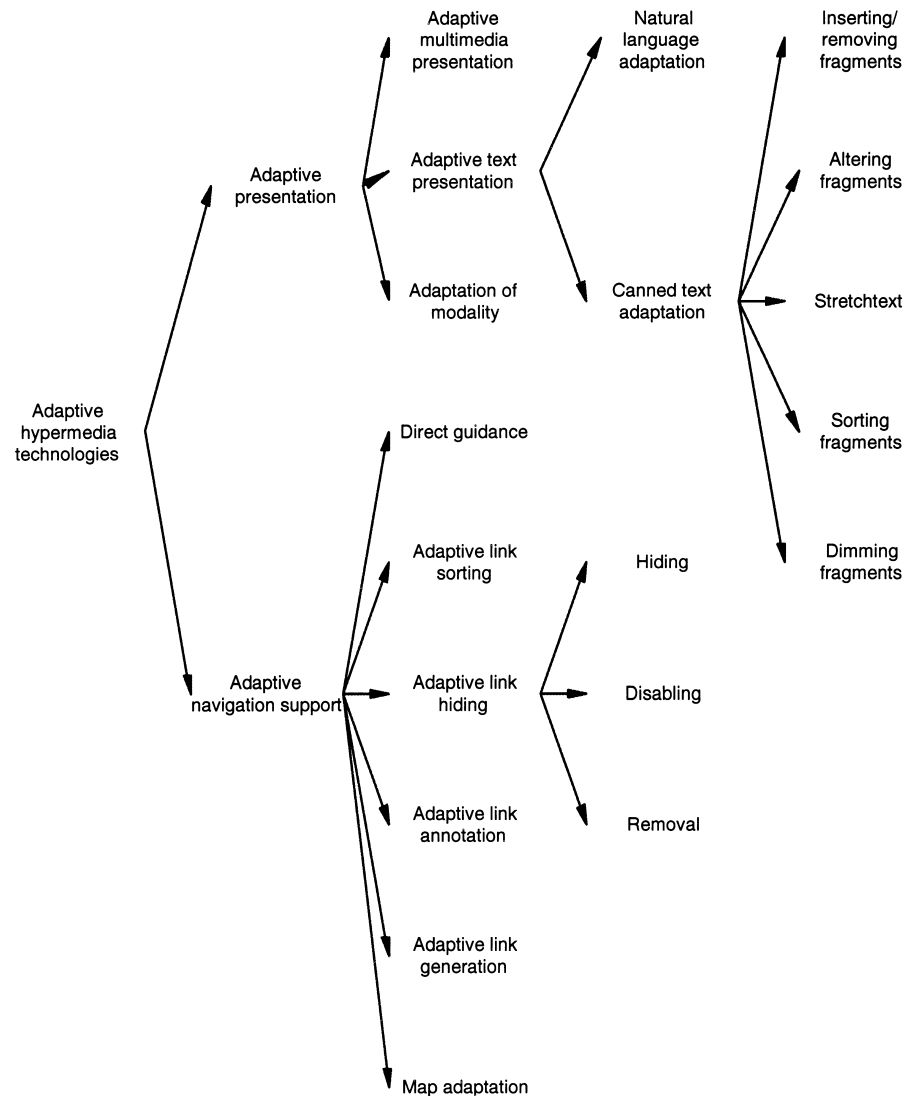 Adaptive
multimedia
presentation
Natural
language
adaptation
Inserting/
removing
fragments
Adaptive
presentation
Adaptive text
presentation
Altering
fragments
Adaptation of
modality
Canned text
adaptation
Stretchtext
Adaptive
hypermedia
technologies
Direct guidance
Sorting
fragments
Adaptive link
sorting
Hiding
Dimming
fragments
Adaptive
navigation support
Adaptive link
hiding
Disabling
Adaptive link
annotation
Removal
Adaptive link
generation
Map adaptation